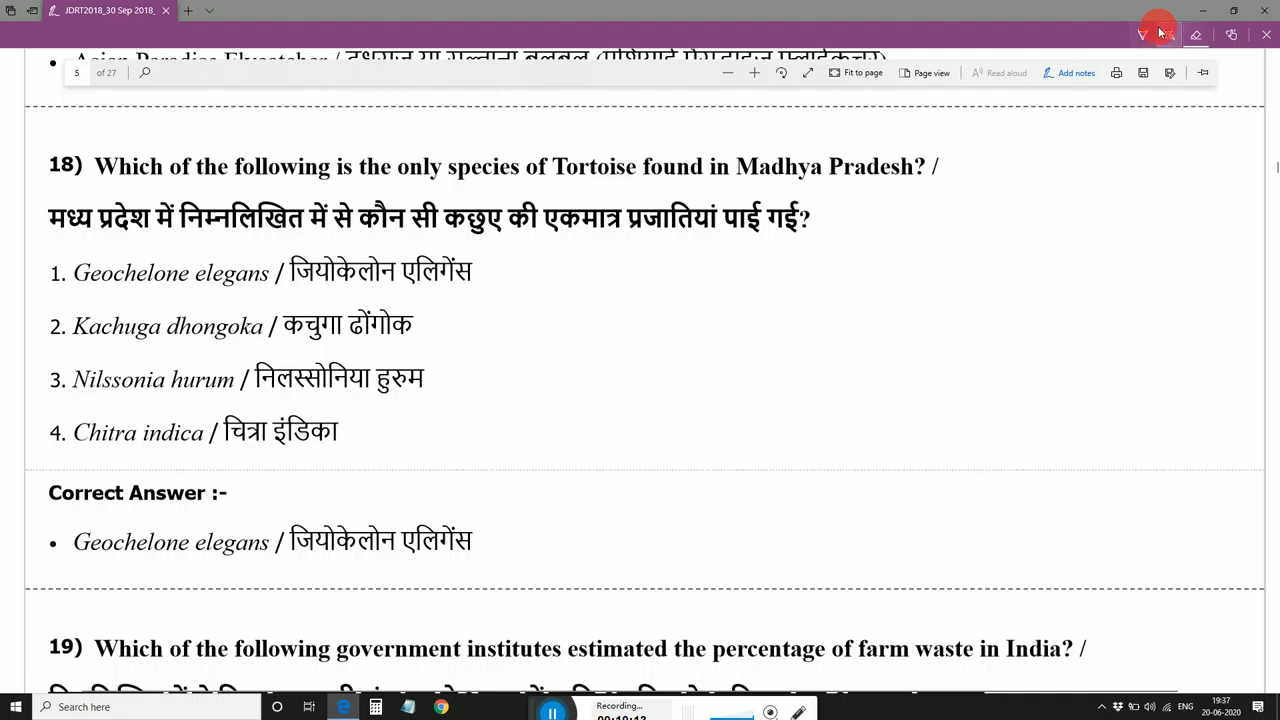 JDRT2018_30 Sep 2018_
5 of 27
Fit to page
Page view
Read aloud
Add notes
18) Which of the following is the only species of Tortoise found in Madhya Pradesh? /
मध्य प्रदेश में निम्नलिखित में से कौन सी कछुए की एकमात्र प्रजातियां पाई गई?
1. Geochelone elegans / जियोकेलोन एलिगेंस
2. Kachuga dhongoka / कचुगा ढोंगोक
3. Nilssonia hurum / निलस्सोनिया हुरुम
4. Chitra indica / चित्रा इंडिका
Correct Answer :-
• Geochelone elegans / जियोकेलोन एलिगेंस
19) Which of the following government institutes estimated the percentage of farm waste in India? /
Search here
Recording...
00:10:13
ENG
19:37
20-06-2020